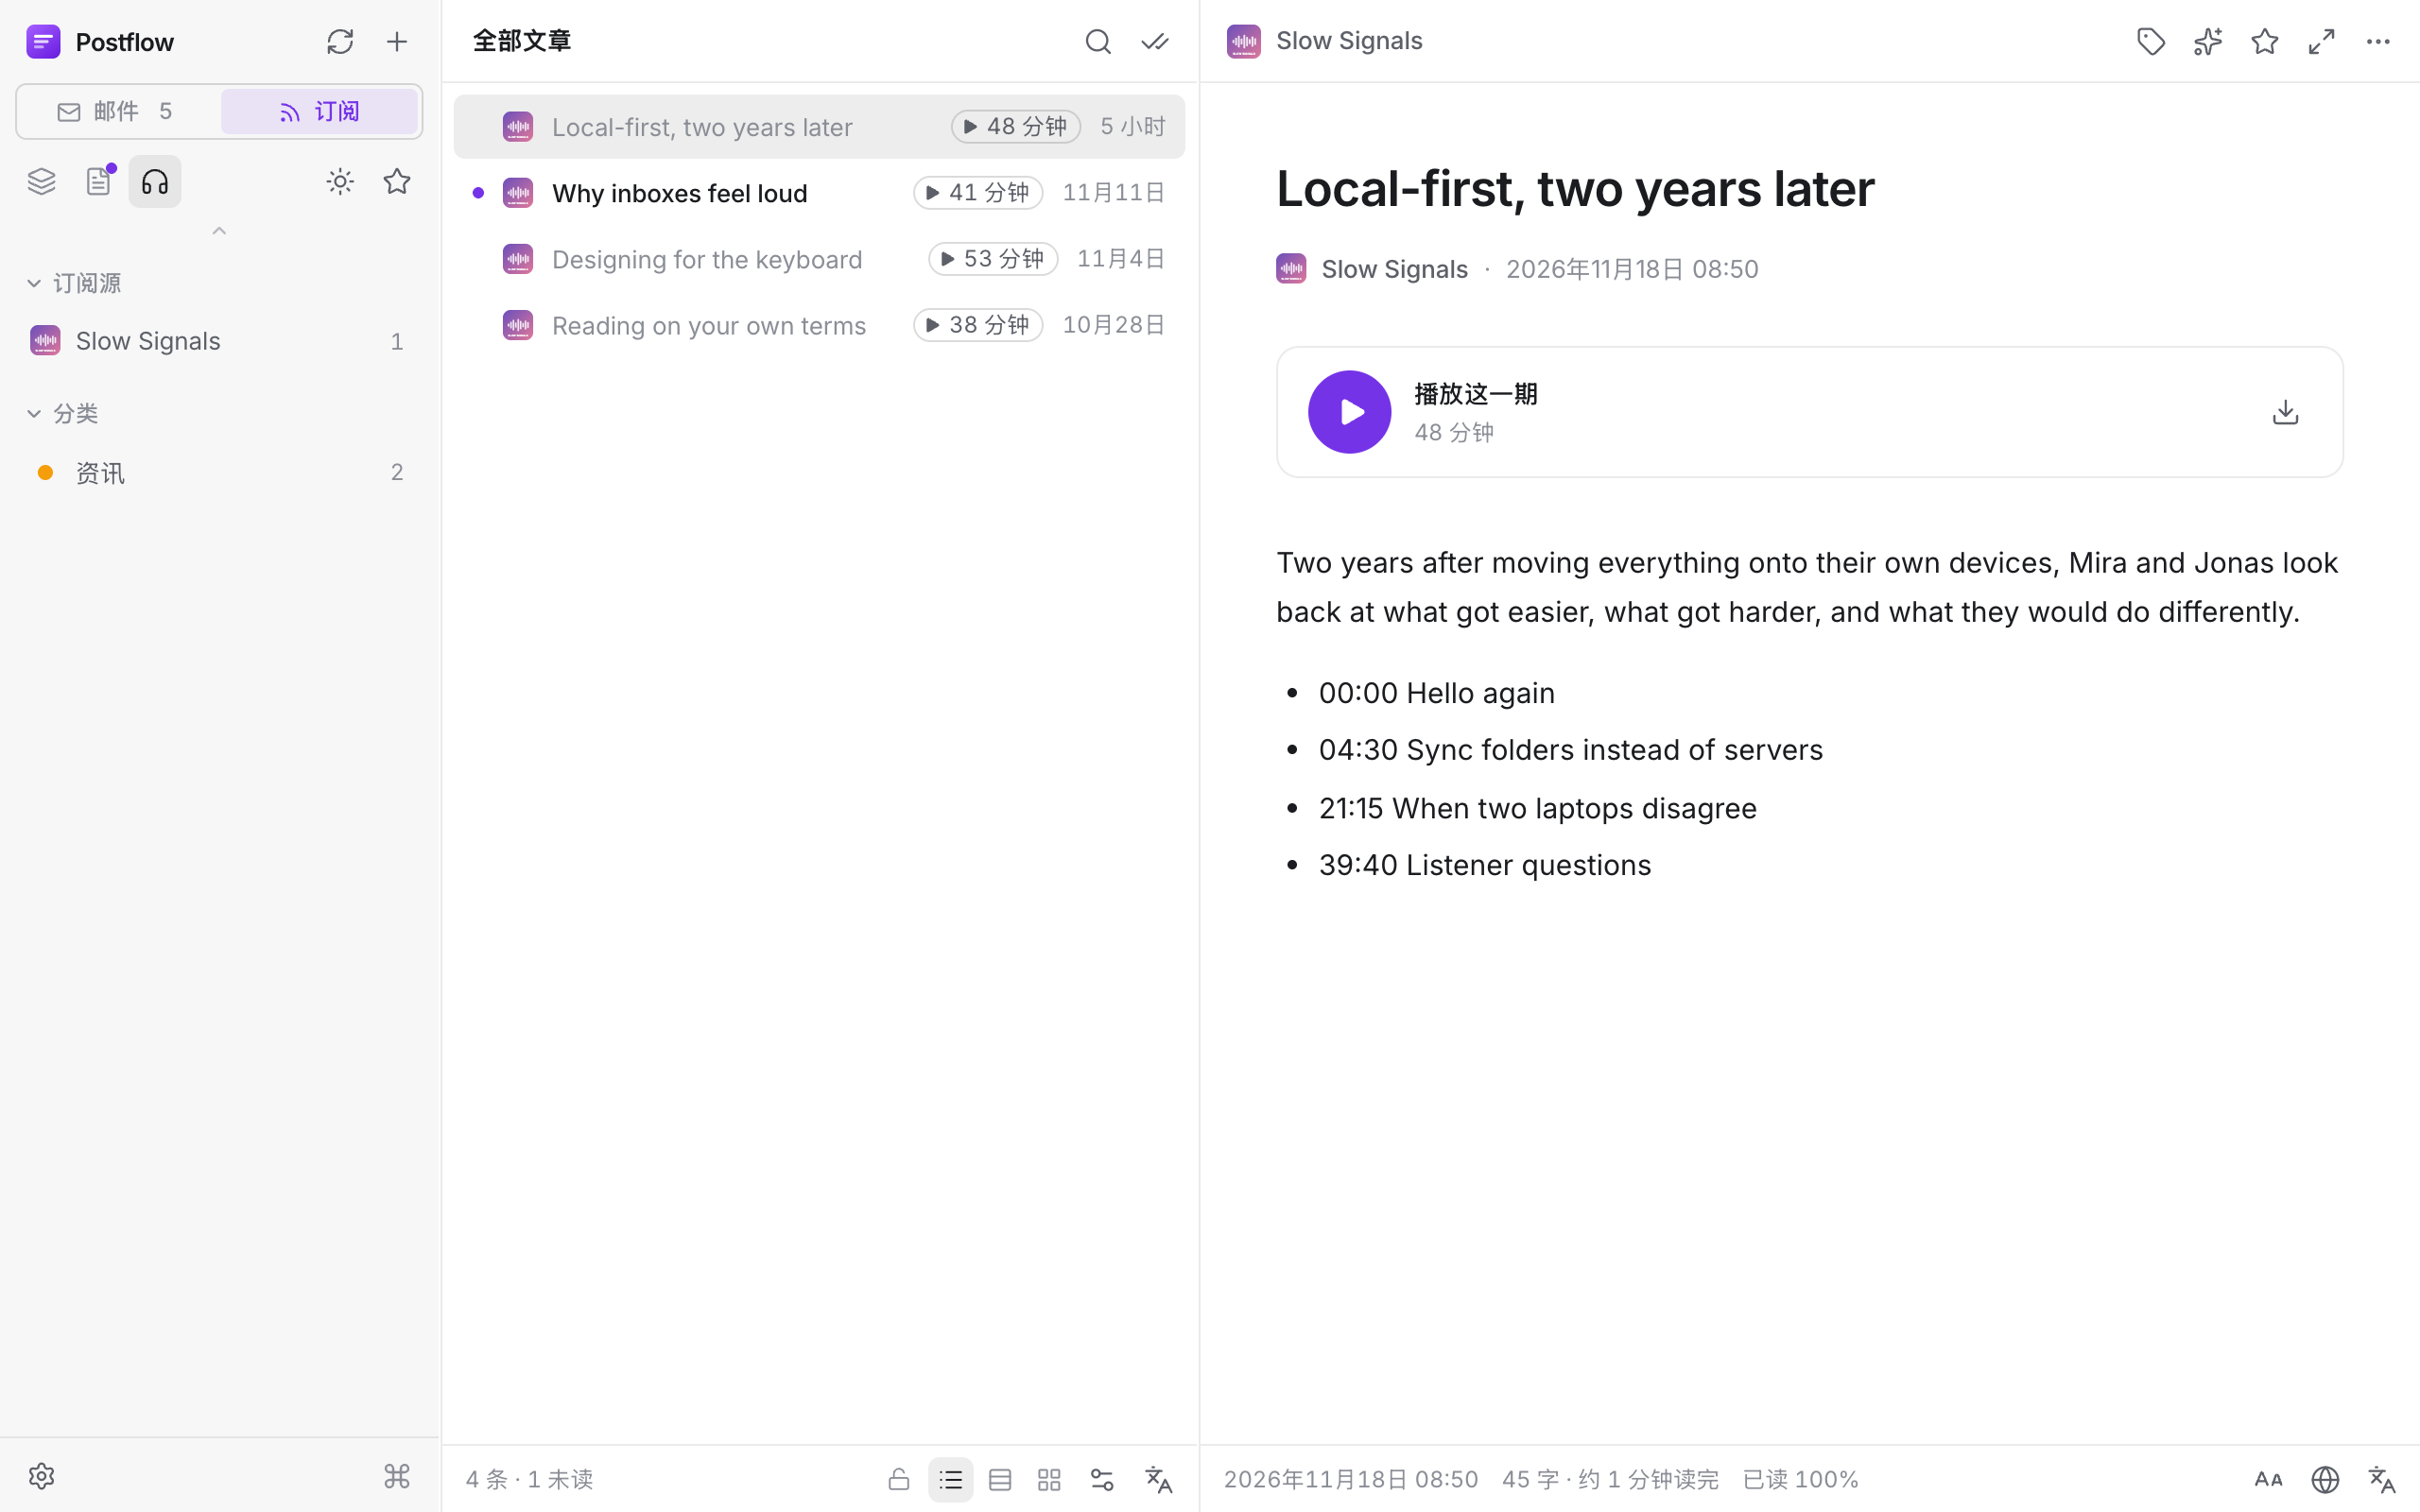 Postflow
邮件 5
订阅
订阅源
Slow Signals 1
分类
资讯 2
全部文章
Local-first, two years later 48 分钟 5 小时
Why inboxes feel loud 41 分钟 11月11日
Designing for the keyboard 53 分钟 11月4日
Reading on your own terms 38 分钟 10月28日
4 条 · 1 未读
Slow Signals
Local-first, two years later
Slow Signals · 2026年11月18日 08:50
播放这一期
48 分钟
Two years after moving everything onto their own devices, Mira and Jonas look
back at what got easier, what got harder, and what they would do differently.
• 00:00 Hello again
• 04:30 Sync folders instead of servers
• 21:15 When two laptops disagree
• 39:40 Listener questions
2026年11月18日 08:50 45 字 · 约 1 分钟读完 已读 100%